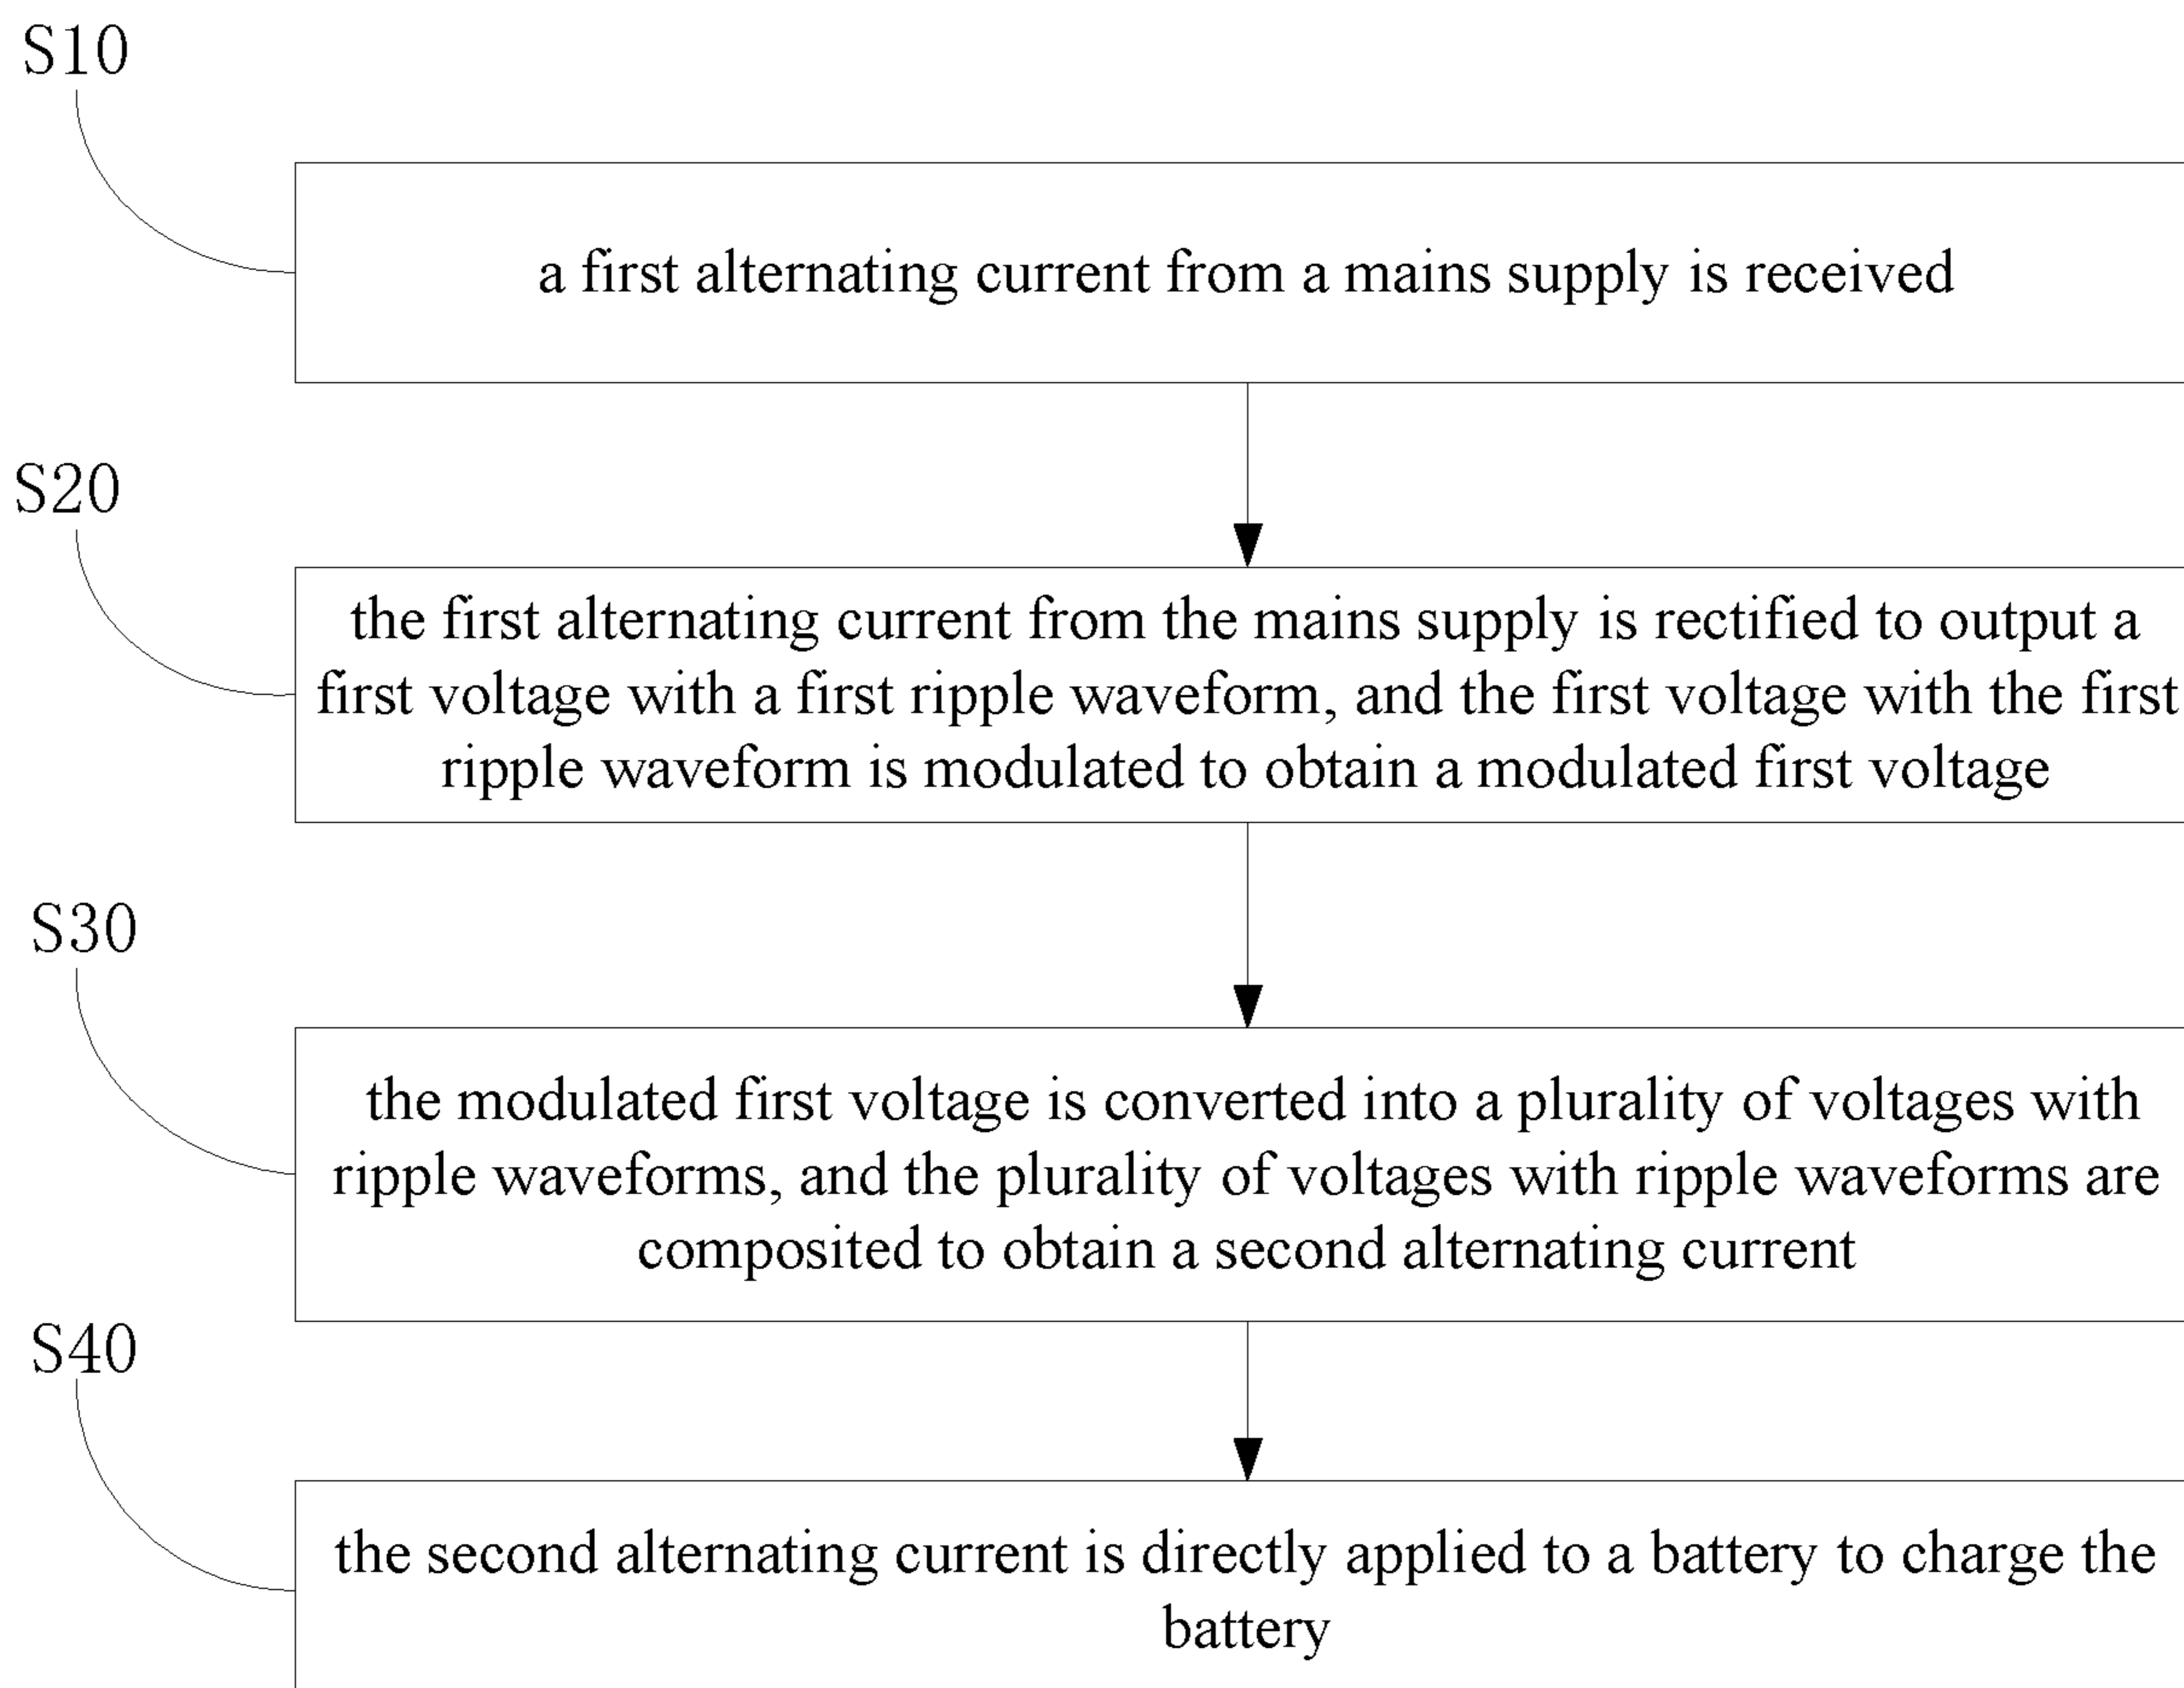 S10
a first alternating current from a mains supply is received
S20
the first alternating current from the mains supply is rectified to output a
first voltage with a first ripple waveform, and the first voltage with the first
ripple waveform is modulated to obtain a modulated first voltage
S30
the modulated first voltage is converted into a plurality of voltages with
ripple waveforms, and the plurality of voltages with ripple waveforms are
composited to obtain a second alternating current
S40
the second alternating current is directly applied to a battery to charge the
battery